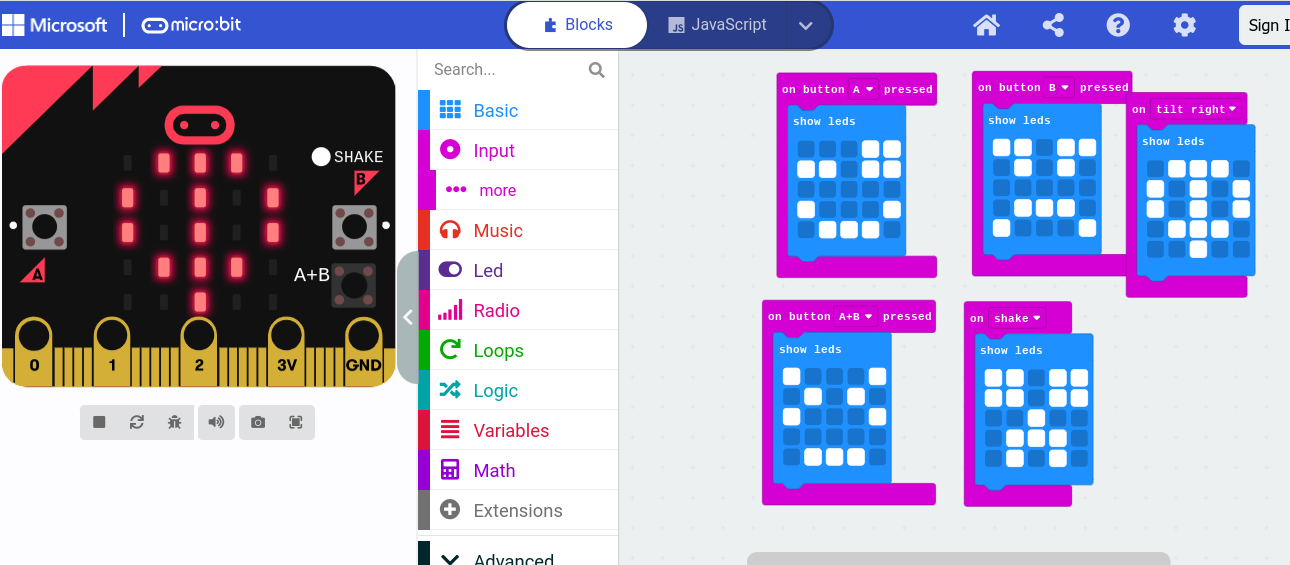 Microsoft micro:bit Blocks JS JavaScript Sign I
SHAKE
B
A
A+B
0 1 2 3V GND
Search...
Basic
Input
more
Music
Led
Radio
Loops
Logic
Variables
Math
Extensions
Advanced
on button A pressed
show leds
on button B pressed
show leds
on tilt right
show leds
on button A+B pressed
show leds
on shake
show leds